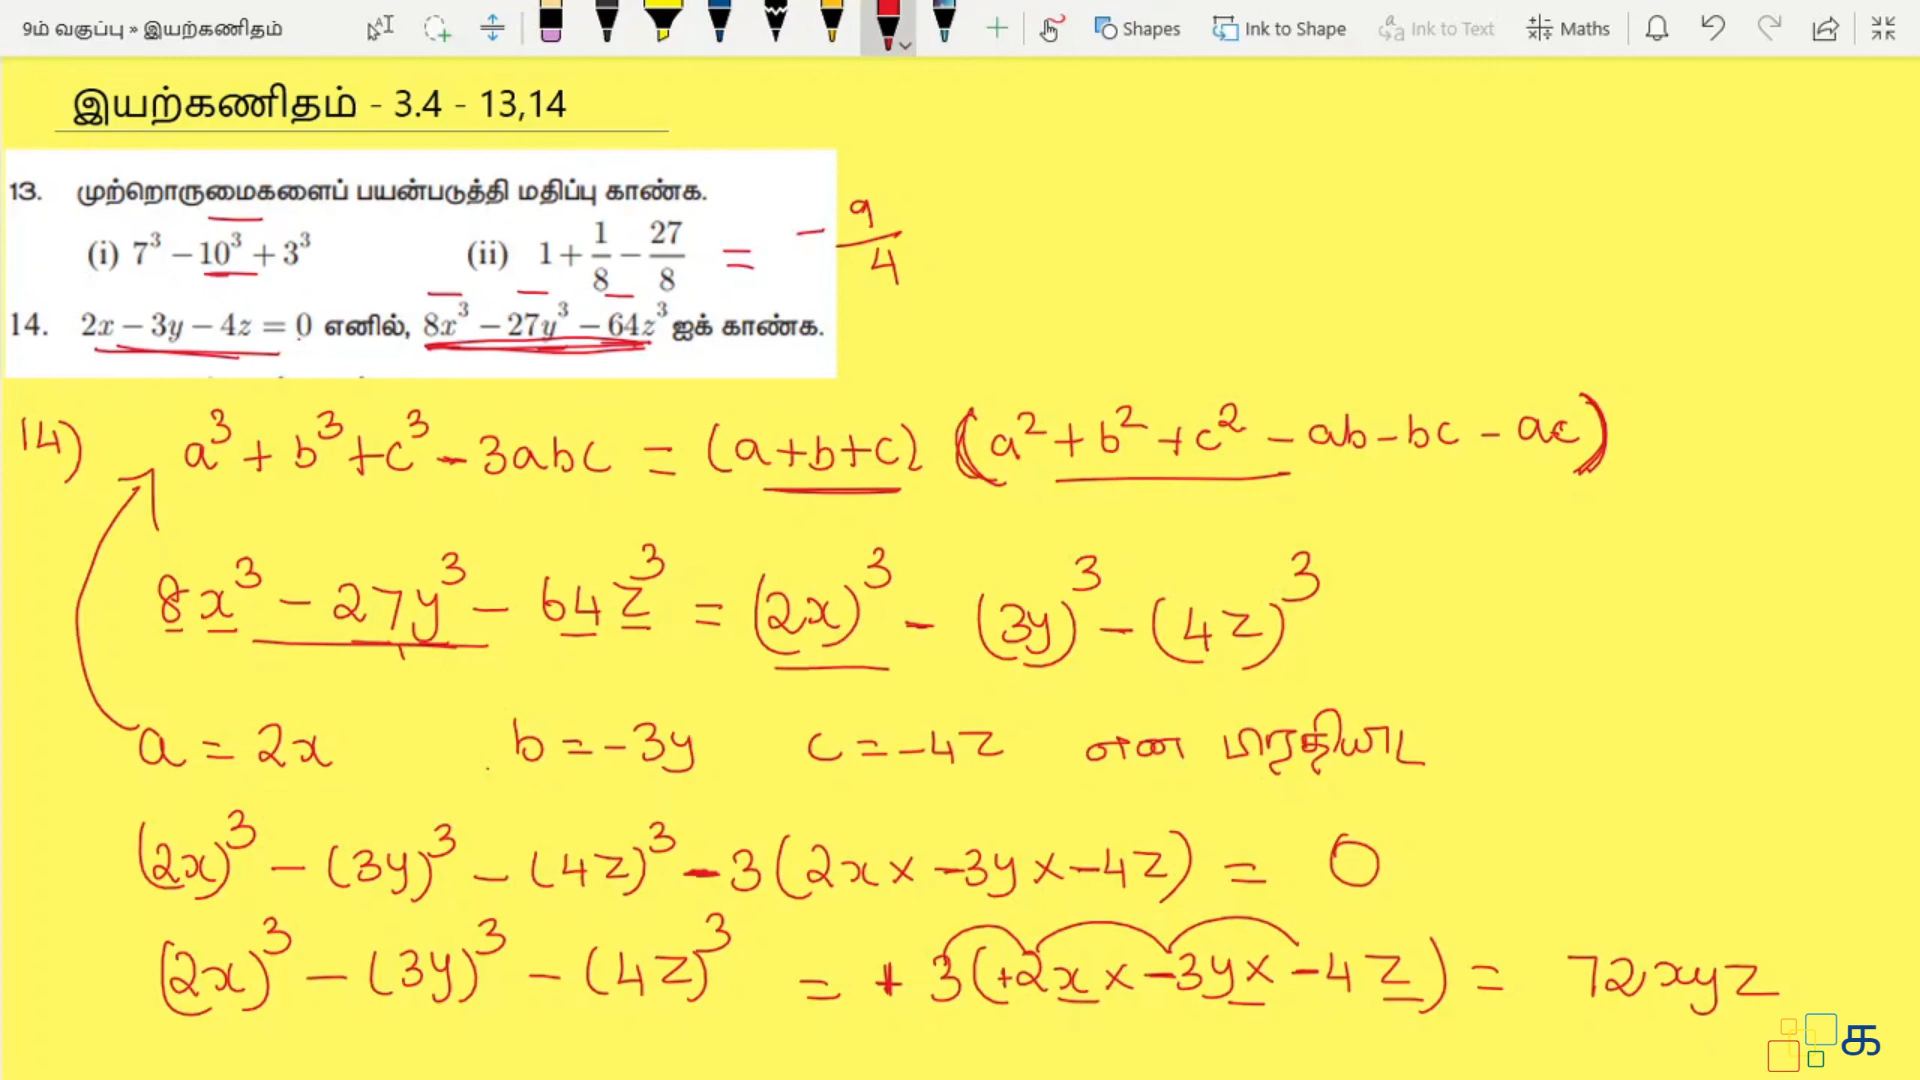 9ம் வகுப்பு » இயற்கணிதம்
Shapes
Ink to Shape
Ink to Text
Maths
இயற்கணிதம் - 3.4 - 13,14
13. முற்றொருமைகளைப் பயன்படுத்தி மதிப்பு காண்க.
(i) 7³ − 10³ + 3³ (ii) 1 + 1/8 − 27/8 = − 9/4
14. 2x − 3y − 4z = 0 எனில், 8x³ − 27y³ − 64z³ ஐக் காண்க.
14) a³ + b³ + c³ - 3abc = (a+b+c) (a² + b² + c² - ab - bc - ac)
8x³ - 27y³ - 64z³ = (2x)³ - (3y)³ - (4z)³
a = 2x b = -3y c = -4z என பிரதியிட
(2x)³ - (3y)³ - (4z)³ - 3(2x x -3y x -4z) = 0
(2x)³ - (3y)³ - (4z)³ = + 3(+2x x -3y x -4z) = 72xyz
க